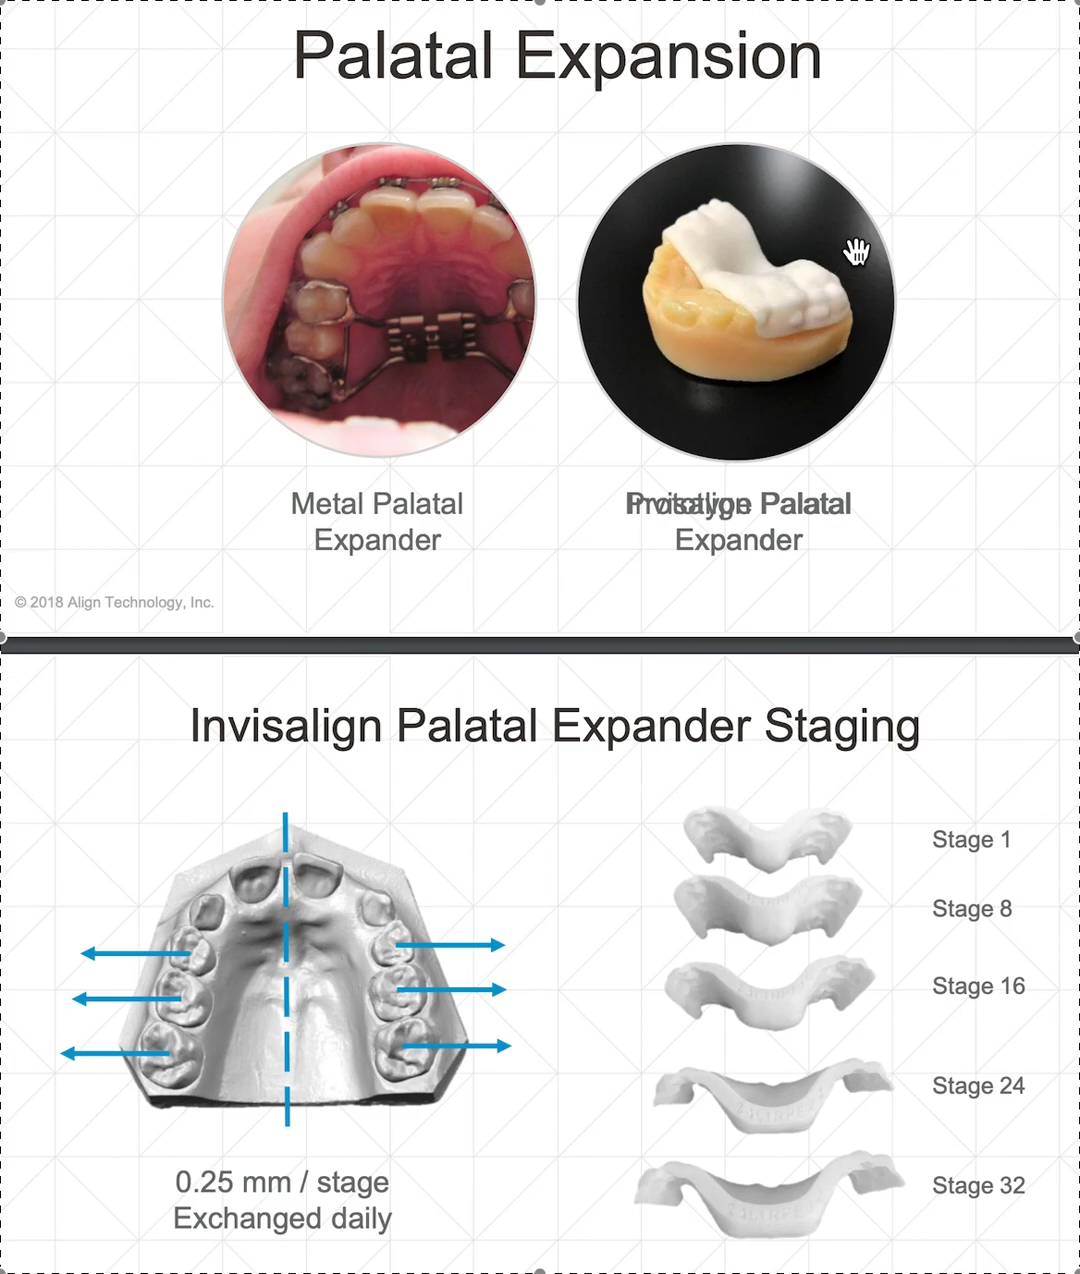 Palatal Expansion
Metal Palatal
Expander
Palatal
Expander
© 2018 Align Technology, Inc.
Invisalign Palatal Expander Staging
Stage 1
Stage 8
Stage 16
Stage 24
Stage 32
0.25 mm / stage
Exchanged daily